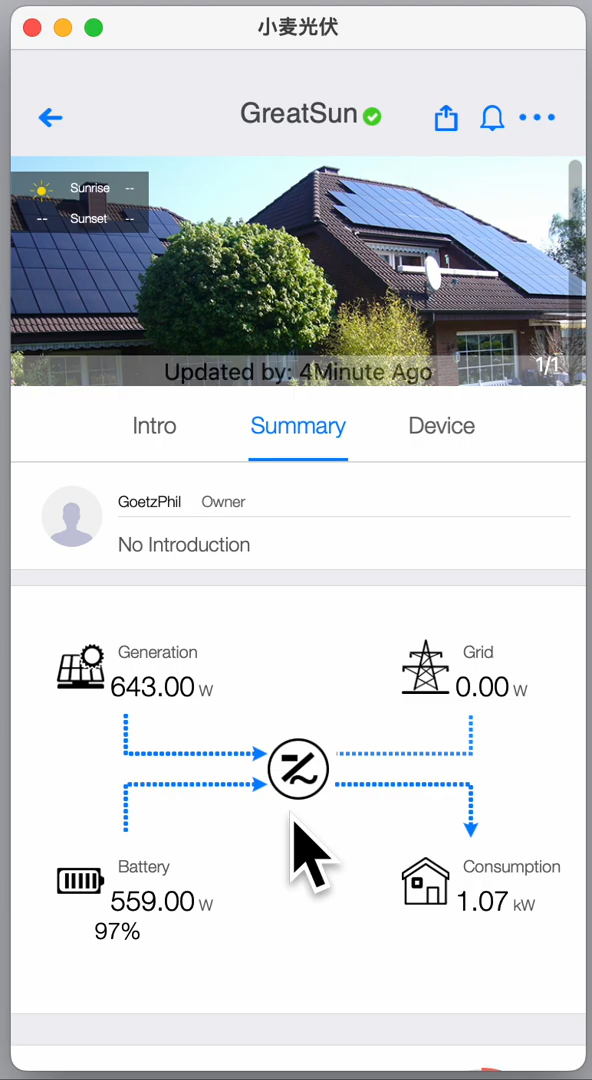 小麦光伏
GreatSun
Sunrise --
-- Sunset --
Updated by: 4Minute Ago
1/1
Intro Summary Device
GoetzPhil Owner
No Introduction
Generation
643.00 W
Grid
0.00 W
Battery
559.00 W
97%
Consumption
1.07 kW